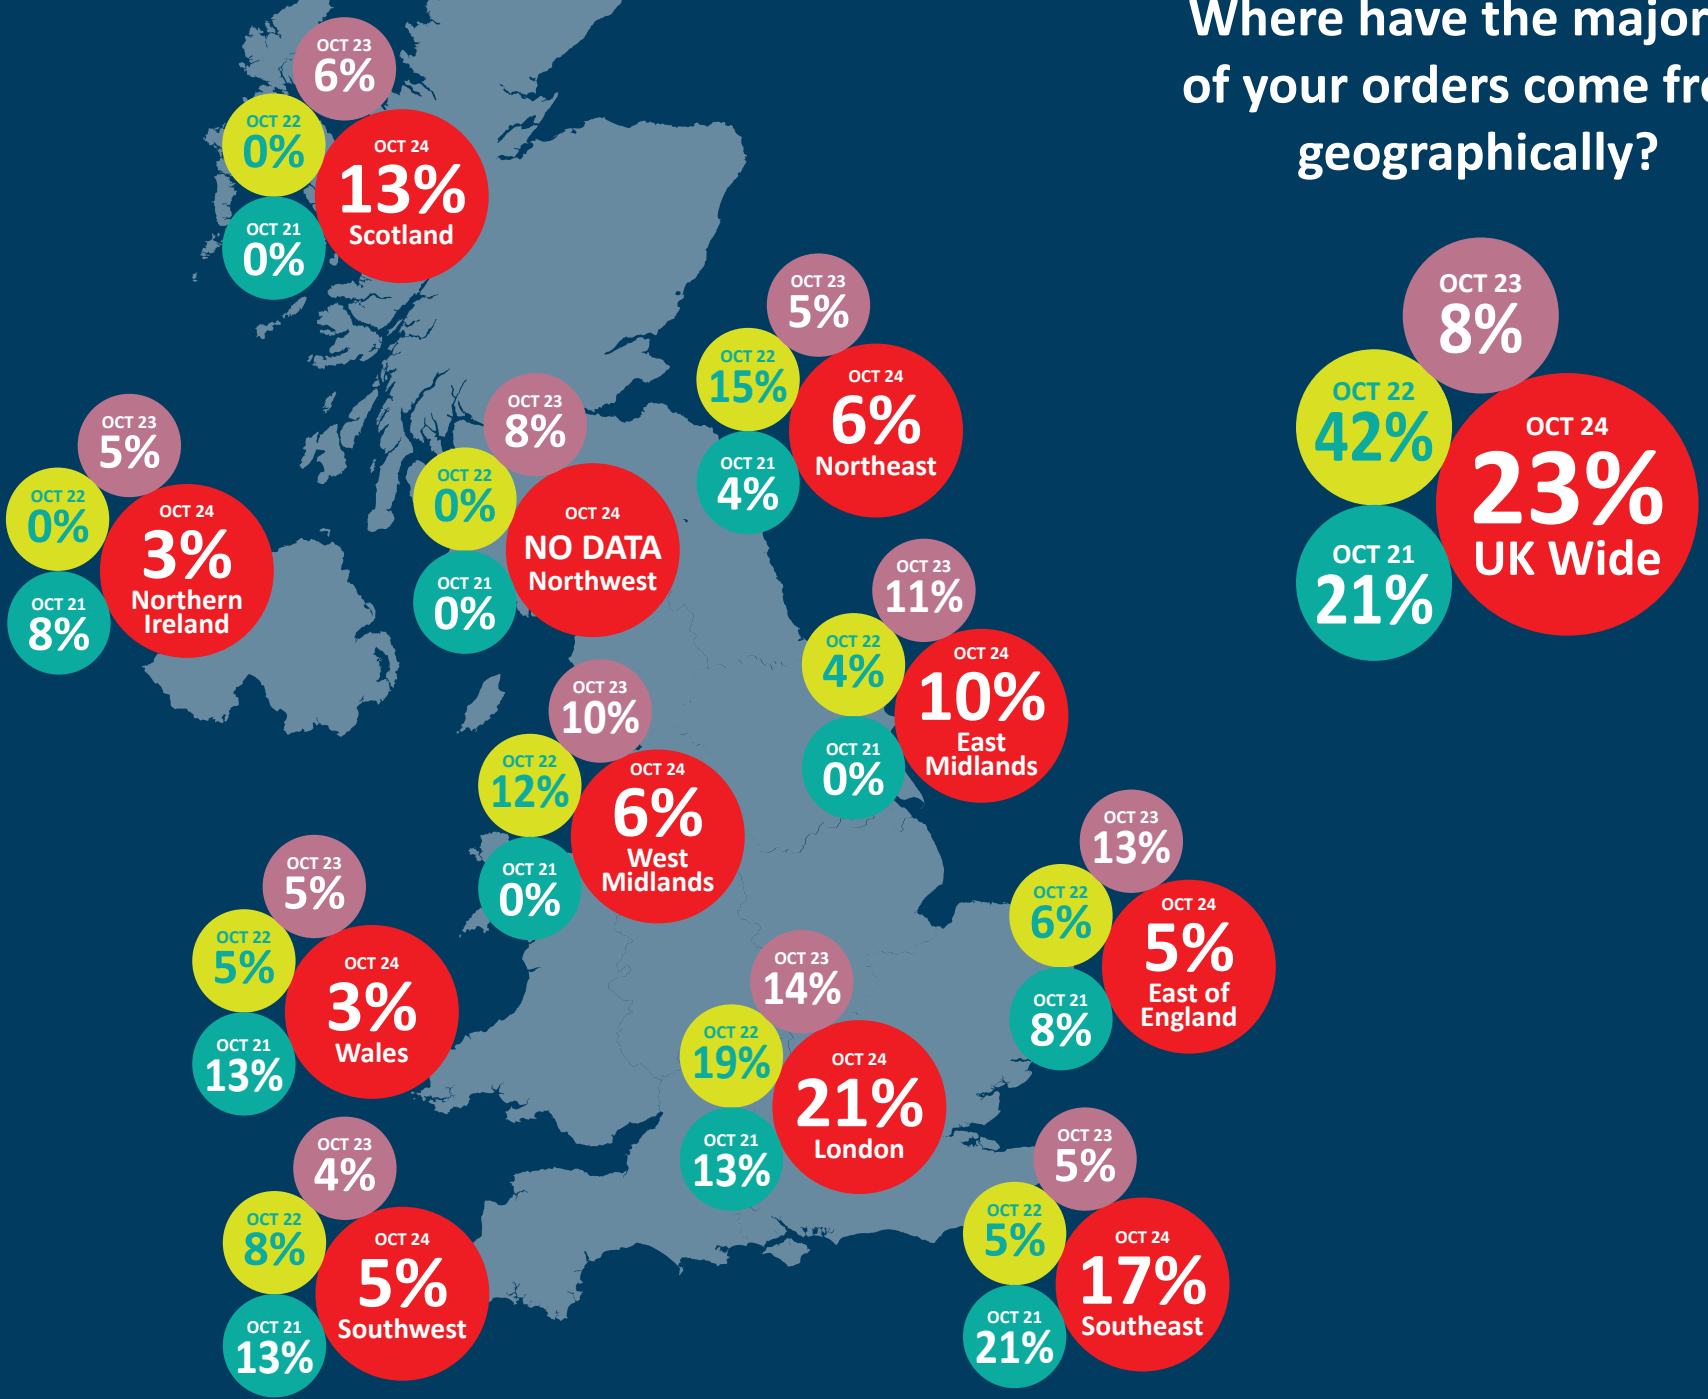 Where have the major
of your orders come fr
geographically?
OCT 23
6%
OCT 22
0%
OCT 21
0%
OCT 24
13%
Scotland
OCT 23
5%
OCT 22
15%
OCT 21
4%
OCT 24
6%
Northeast
OCT 23
8%
OCT 22
42%
OCT 21
21%
OCT 24
23%
UK Wide
OCT 23
5%
OCT 22
0%
OCT 21
8%
OCT 24
3%
Northern
Ireland
OCT 23
8%
OCT 22
0%
OCT 21
0%
OCT 24
NO DATA
Northwest
OCT 23
11%
OCT 22
4%
OCT 21
0%
OCT 24
10%
East
Midlands
OCT 23
10%
OCT 22
12%
OCT 21
0%
OCT 24
6%
West
Midlands
OCT 23
13%
OCT 22
6%
OCT 21
8%
OCT 24
5%
East of
England
OCT 23
5%
OCT 22
5%
OCT 21
13%
OCT 24
3%
Wales
OCT 23
14%
OCT 22
19%
OCT 21
13%
OCT 24
21%
London
OCT 23
4%
OCT 22
8%
OCT 21
13%
OCT 24
5%
Southwest
OCT 23
5%
OCT 22
5%
OCT 21
21%
OCT 24
17%
Southeast